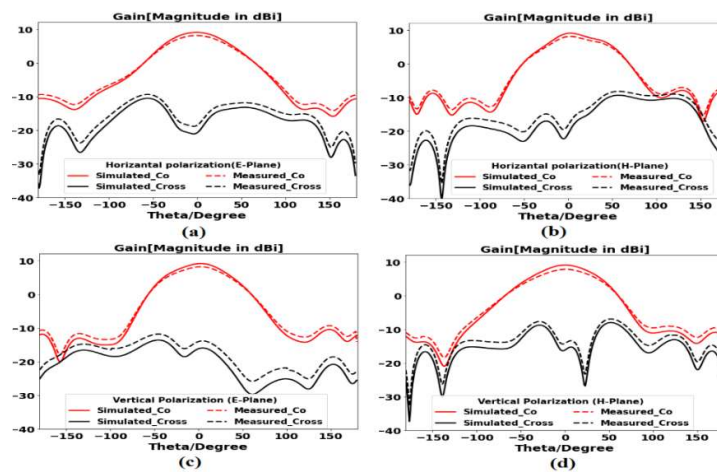 Gain[Magnitude in dBi]
10
0
-10
-20
-30
-40
Horizantal polarization(E-Plane)
Simulated_Co Measured_Co
Simulated_Cross Measured_Cross
-150 -100 -50 0 50 100 150
Theta/Degree
(a)
Gain[Magnitude in dBi]
10
0
-10
-20
-30
-40
Horizontal polarization(H-Plane)
Simulated_Co Measured_Co
Simulated_Cross Measured_Cross
-150 -100 -50 0 50 100 150
Theta/Degree
(b)
Gain[Magnitude in dBi]
10
0
-10
-20
-30
-40
Vertical Polarization (E-Plane)
Simulated_Co Measured_Co
Simulated_Cross Measured_Cross
-150 -100 -50 0 50 100 150
Theta/Degree
(c)
Gain[Magnitude in dBi]
10
0
-10
-20
-30
-40
Vertical Polarization (H-Plane)
Simulated_Co Measured_Co
Simulated_Cross Measured_Cross
-150 -100 -50 0 50 100 150
Theta/Degree
(d)